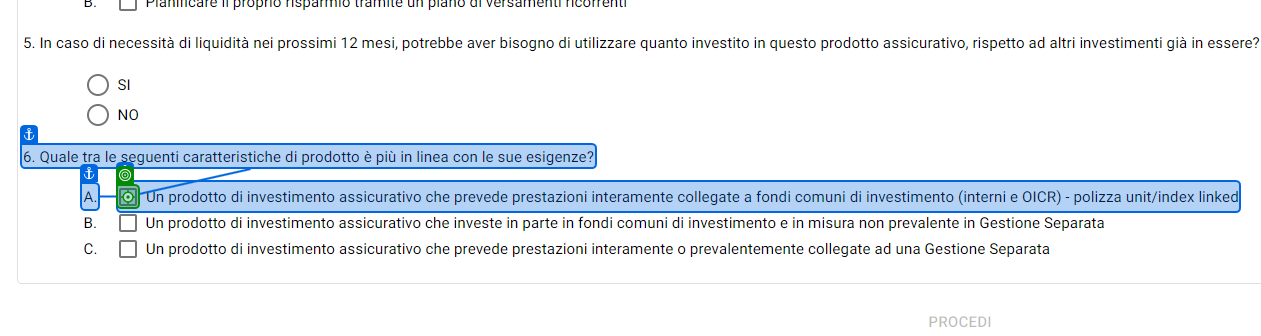 B. Pianificare il proprio risparmio tramite un piano di versamenti ricorrenti
5. In caso di necessità di liquidità nei prossimi 12 mesi, potrebbe aver bisogno di utilizzare quanto investito in questo prodotto assicurativo, rispetto ad altri investimenti già in essere?
SI
NO
6. Quale tra le seguenti caratteristiche di prodotto è più in linea con le sue esigenze?
A. Un prodotto di investimento assicurativo che prevede prestazioni interamente collegate a fondi comuni di investimento (interni e OICR) - polizza unit/index linked
B. Un prodotto di investimento assicurativo che investe in parte in fondi comuni di investimento e in misura non prevalente in Gestione Separata
C. Un prodotto di investimento assicurativo che prevede prestazioni interamente o prevalentemente collegate ad una Gestione Separata
PROCEDI